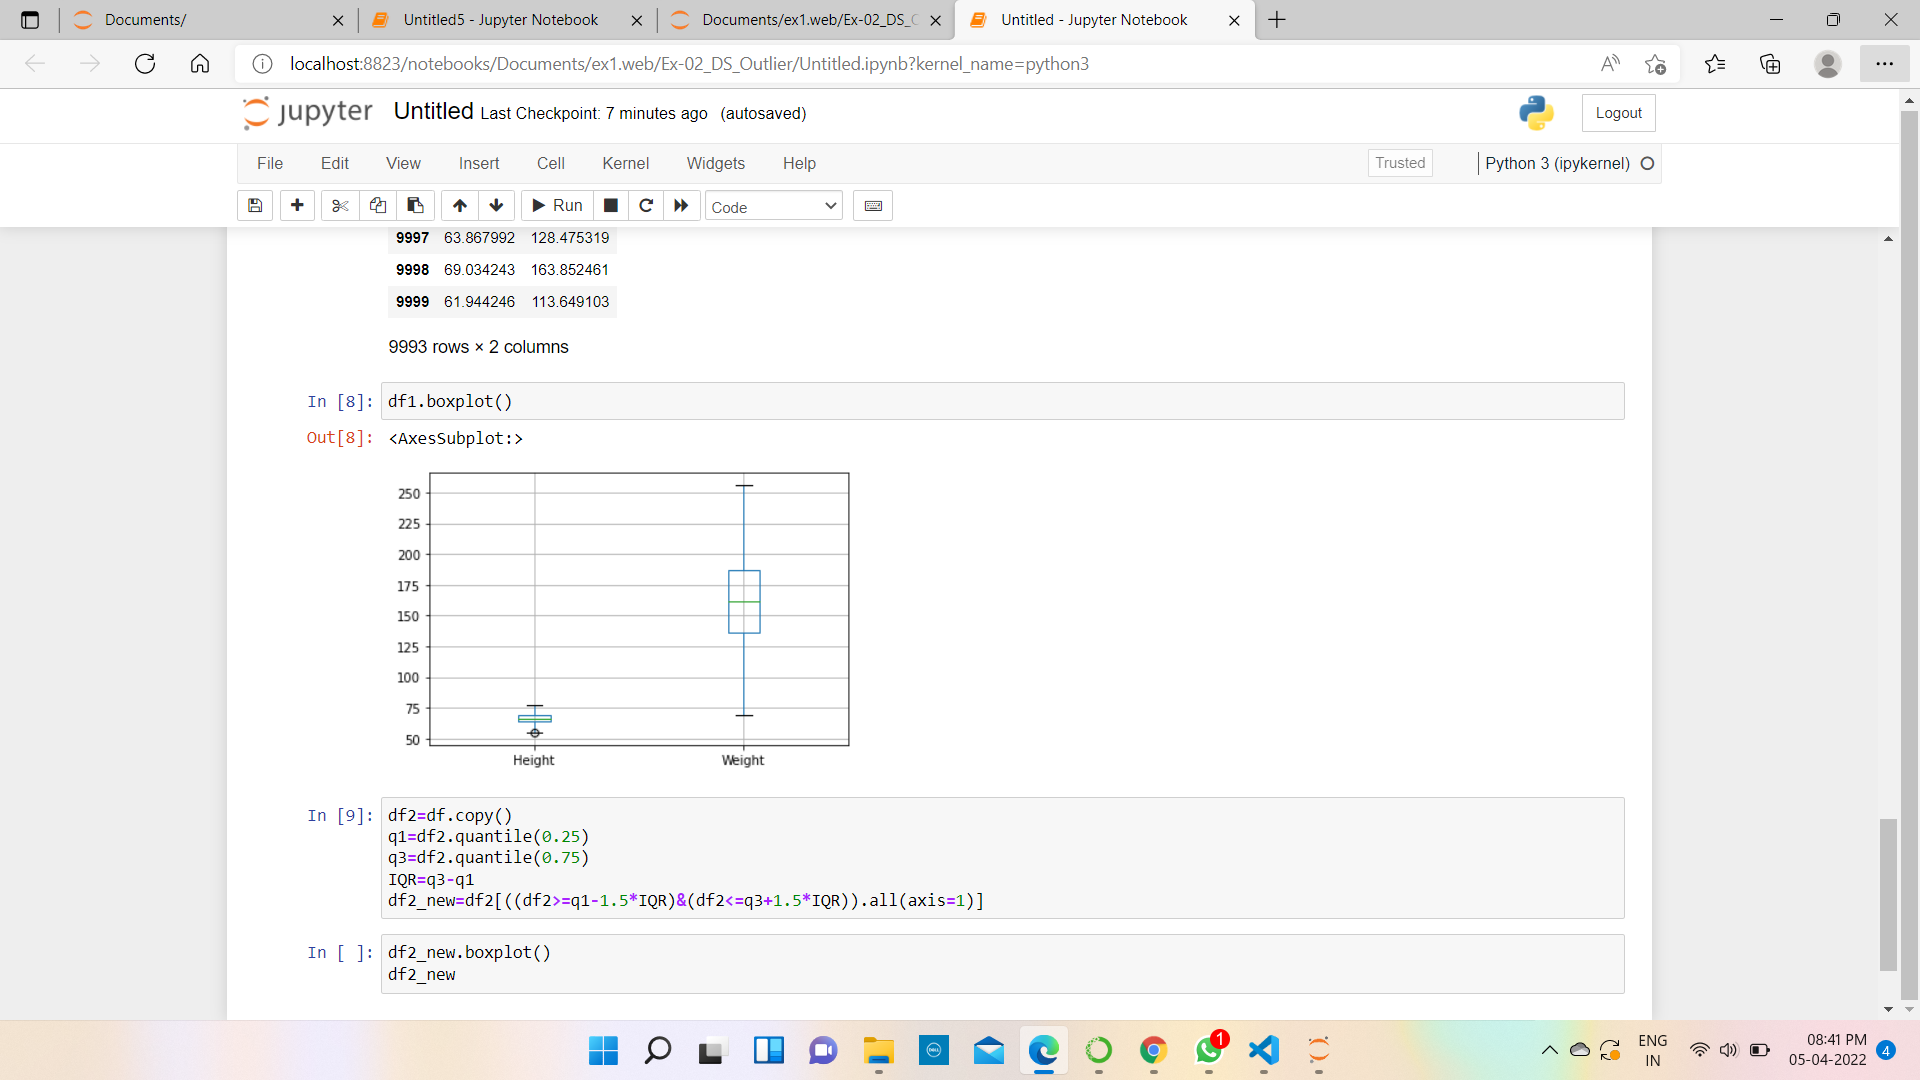 Documents/
Untitled5 - Jupyter Notebook
Documents/ex1.web/Ex-02_DS_
Untitled - Jupyter Notebook
localhost:8823/notebooks/Documents/ex1.web/Ex-02_DS_Outlier/Untitled.ipynb?kernel_name=python3
jupyter Untitled Last Checkpoint: 7 minutes ago (autosaved)
Logout
File Edit View Insert Cell Kernel Widgets Help
Trusted
Python 3 (ipykernel)
Run
Code
9997 63.867992 128.475319
9998 69.034243 163.852461
9999 61.944246 113.649103
9993 rows × 2 columns
In [8]: df1.boxplot()
Out[8]: <AxesSubplot:>
250
225
200
175
150
125
100
75
50
Height Weight
In [9]: df2=df.copy()
q1=df2.quantile(0.25)
q3=df2.quantile(0.75)
IQR=q3-q1
df2_new=df2[((df2>=q1-1.5*IQR)&(df2<=q3+1.5*IQR)).all(axis=1)]
In [ ]: df2_new.boxplot()
df2_new
DELL
1
ENG
IN
08:41 PM
05-04-2022
4